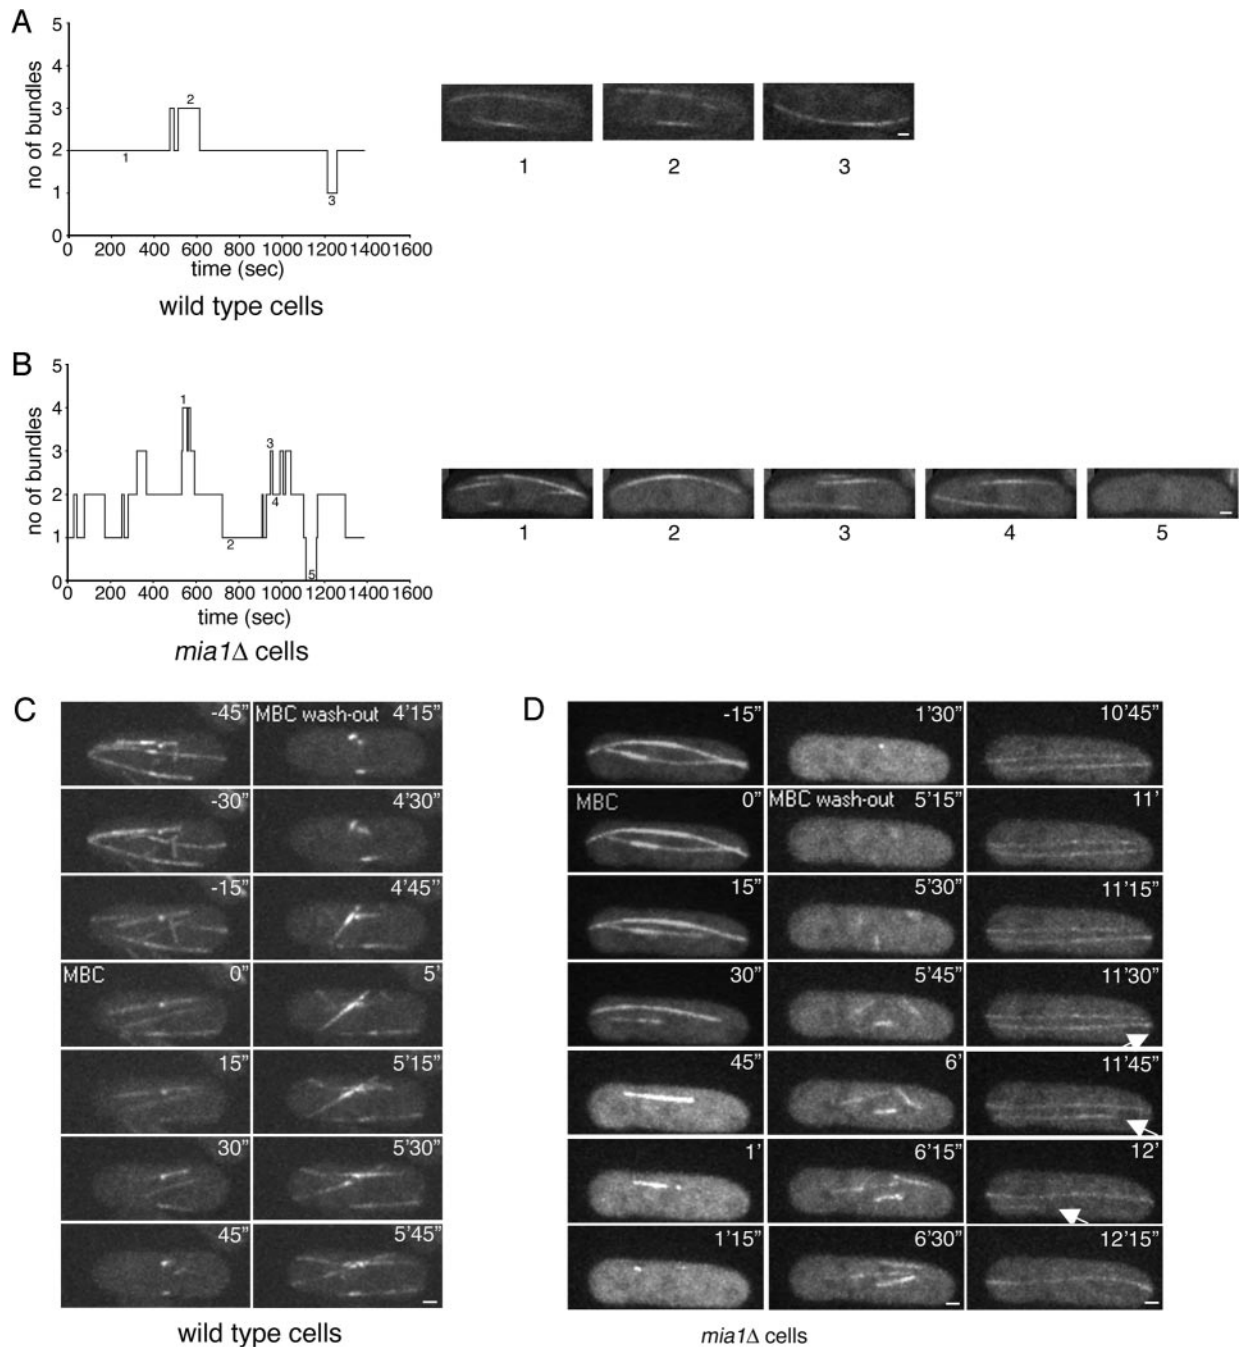 A
no of bundles
5
4
3
2
1
0
1
2
3
0 200 400 600 800 1000 1200 1400 1600
time (sec)
wild type cells
1 2 3
B
no of bundles
5
4
3
2
1
0
1
2
3
4
5
0 200 400 600 800 1000 1200 1400 1600
time (sec)
mia1Δ cells
1 2 3 4 5
C
-45” MBC wash-out 4’15”
-30” 4’30”
-15” 4’45”
MBC 0” 5’
15” 5’15”
30” 5’30”
45” 5’45”
wild type cells
D
-15” 1’30” 10’45”
MBC 0” MBC wash-out 5’15” 11’
15” 5’30” 11’15”
30” 5’45” 11’30”
45” 6’ 11’45”
1’ 6’15” 12’
1’15” 6’30” 12’15”
mia1Δ cells